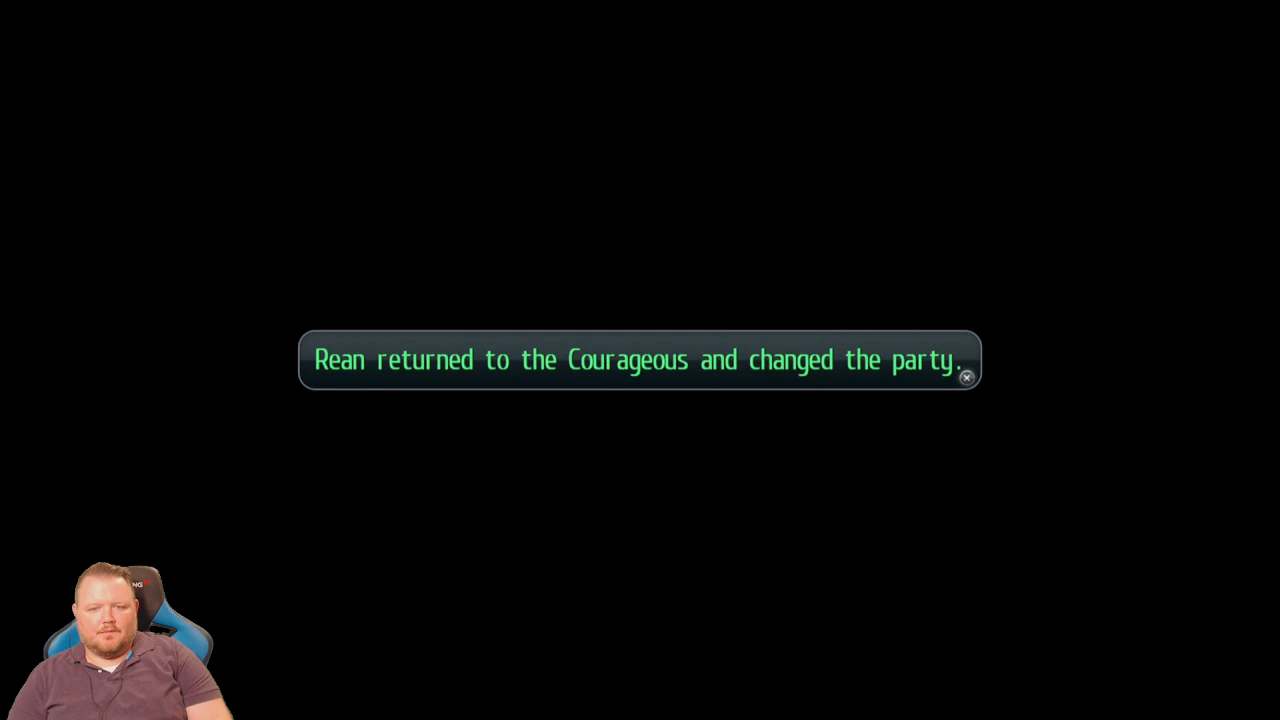 Rean returned to the Courageous and changed the party.